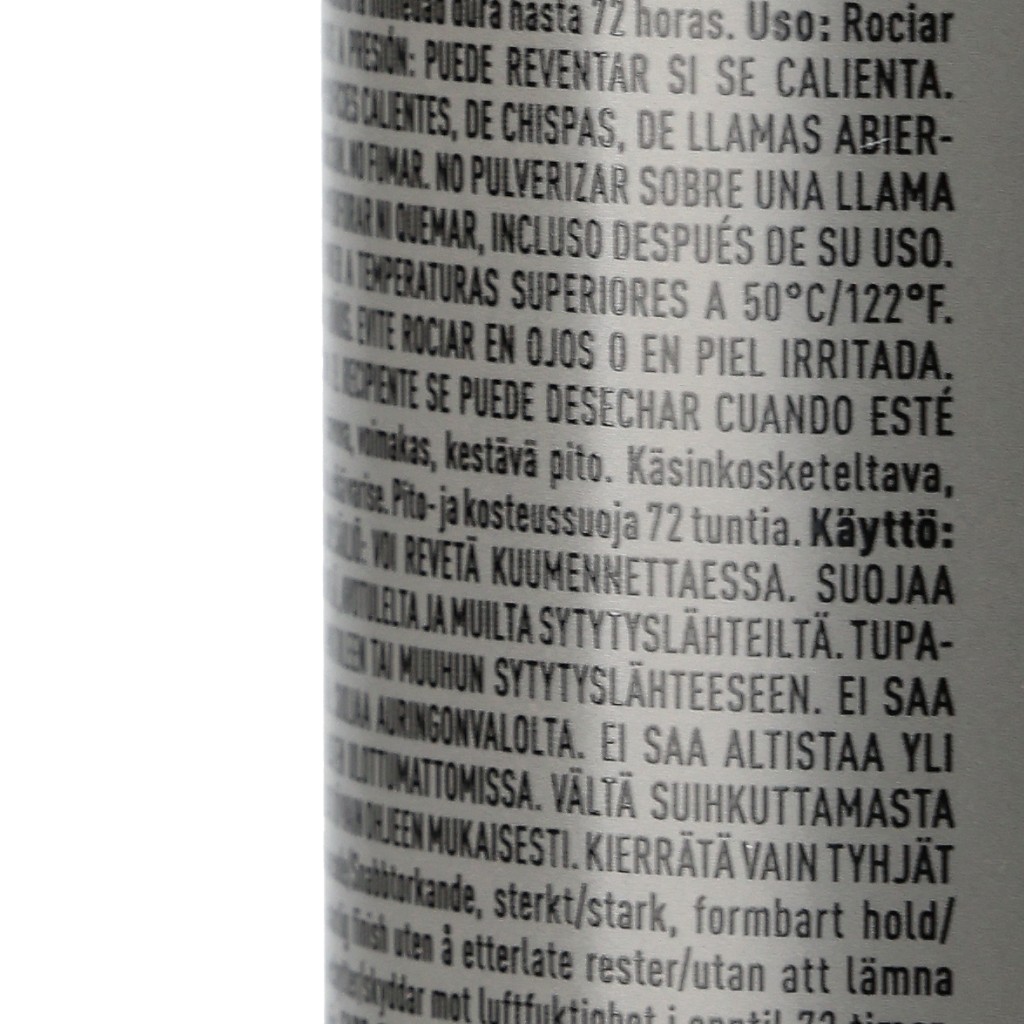 humedad dura hasta 72 horas. Uso: Rociar
A PRESIÓN: PUEDE REVENTAR SI SE CALIENTA.
CALIENTES, DE CHISPAS, DE LLAMAS ABIER-
NO FUMAR. NO PULVERIZAR SOBRE UNA LLAMA
NI QUEMAR, INCLUSO DESPUÉS DE SU USO.
A TEMPERATURAS SUPERIORES A 50°C/122°F.
EVITE ROCIAR EN OJOS O EN PIEL IRRITADA.
RECIPIENTE SE PUEDE DESECHAR CUANDO ESTÉ
voimakas, kestävä pito. Käsinkosketeltava,
Pito- ja kosteussuoja 72 tuntia. Käyttö:
VOI REVETÄ KUUMENNETTAESSA. SUOJAA
AVOTULELTA JA MUILTA SYTYTYSLÄHTEILTÄ. TUPA-
TAI MUUHUN SYTYTYSLÄHTEESEEN. EI SAA
AURINGONVALOLTA. EI SAA ALTISTAA YLI
ULOTTUMATTOMISSA. VÄLTÄ SUIHKUTTAMASTA
OHJEEN MUKAISESTI. KIERRÄTÄ VAIN TYHJÄT
Snabbtorkande, sterkt/stark, formbart hold/
finish uten å etterlate rester/utan att lämna
mot luftfuktighet i opptil 72 timer